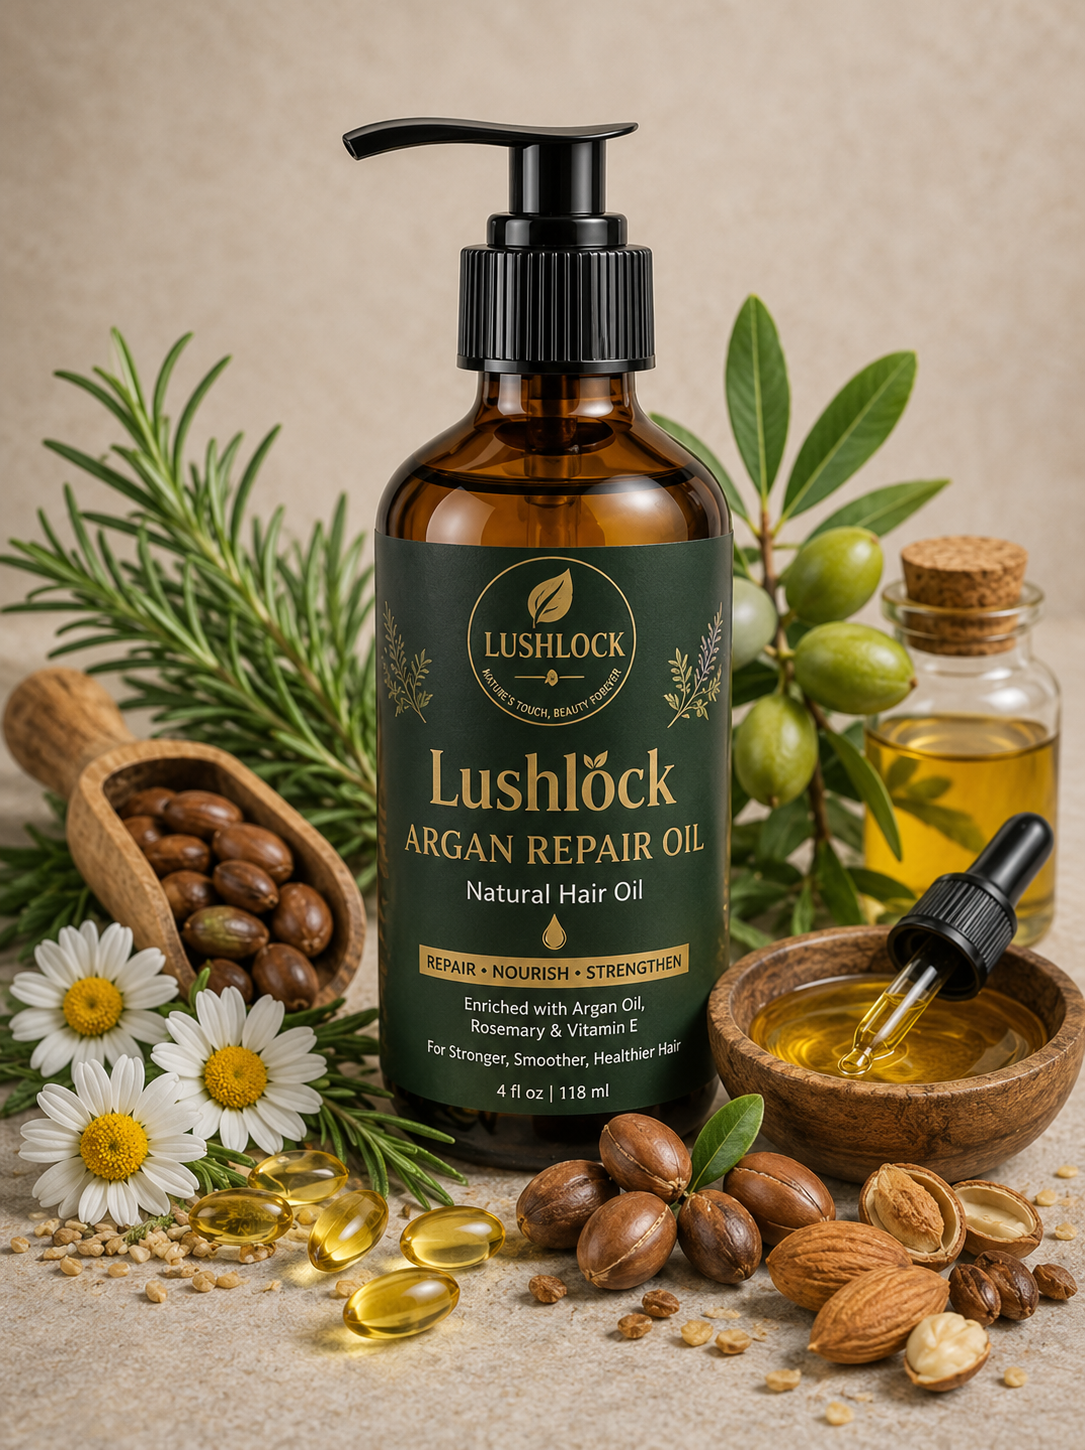 LUSHLOCK
NATURE'S TOUCH, BEAUTY FOREVER
Lushlock
ARGAN REPAIR OIL
Natural Hair Oil
REPAIR • NOURISH • STRENGTHEN
Enriched with Argan Oil,
Rosemary & Vitamin E
For Stronger, Smoother, Healthier Hair
4 fl oz | 118 ml